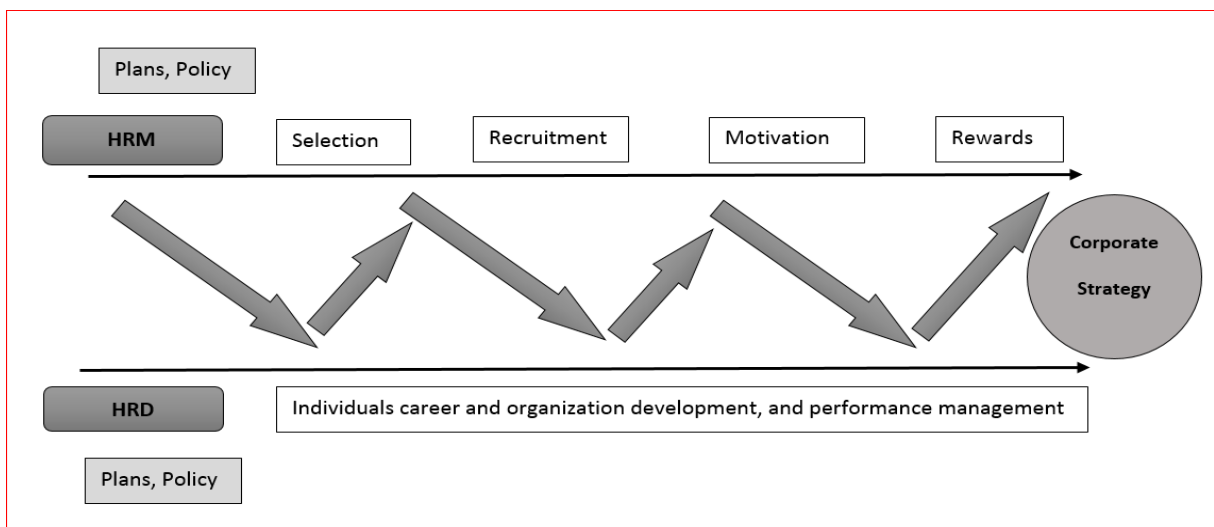 Plans, Policy
HRM
Selection
Recruitment
Motivation
Rewards
Corporate
Strategy
HRD
Individuals career and organization development, and performance management
Plans, Policy